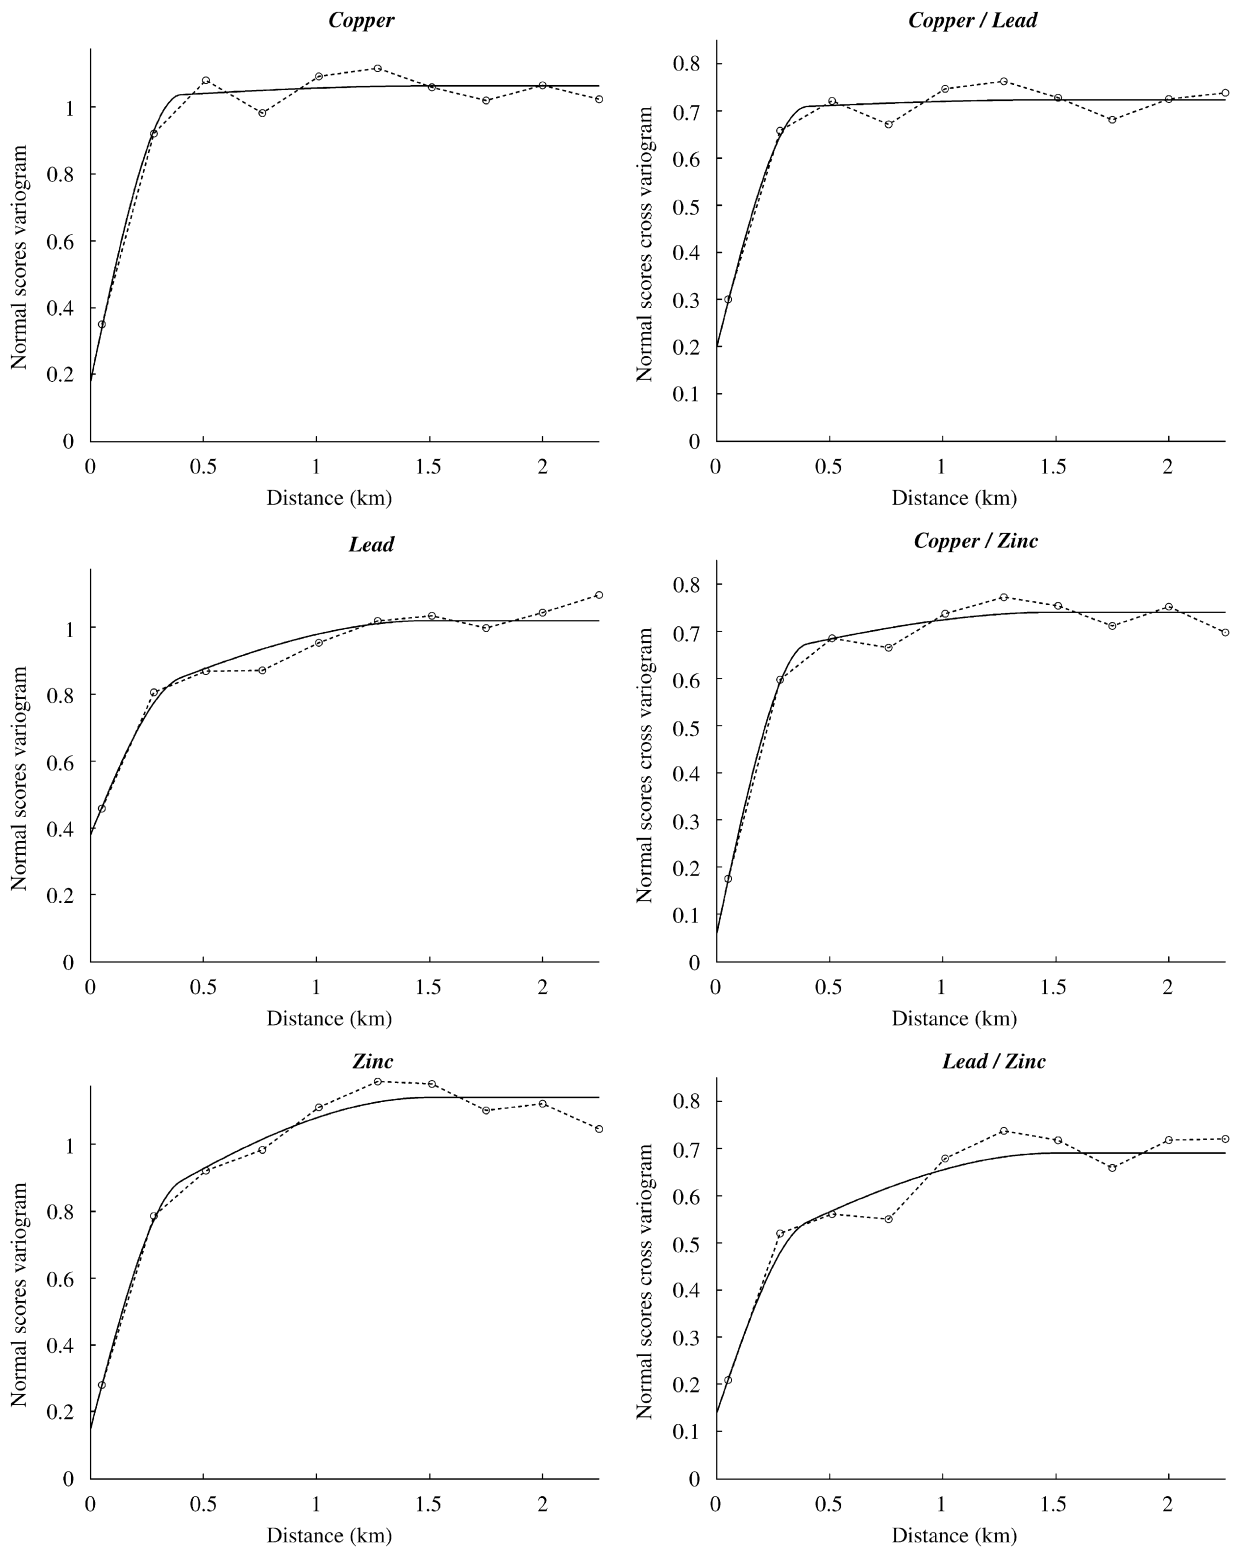 Copper
Normal scores variogram
1
0.8
0.6
0.4
0.2
0
0 0.5 1 1.5 2
Distance (km)
Copper / Lead
Normal scores cross variogram
0.8
0.7
0.6
0.5
0.4
0.3
0.2
0.1
0
0 0.5 1 1.5 2
Distance (km)
Lead
Normal scores variogram
1
0.8
0.6
0.4
0.2
0
0 0.5 1 1.5 2
Distance (km)
Copper / Zinc
Normal scores cross variogram
0.8
0.7
0.6
0.5
0.4
0.3
0.2
0.1
0
0 0.5 1 1.5 2
Distance (km)
Zinc
Normal scores variogram
1
0.8
0.6
0.4
0.2
0
0 0.5 1 1.5 2
Distance (km)
Lead / Zinc
Normal scores cross variogram
0.8
0.7
0.6
0.5
0.4
0.3
0.2
0.1
0
0 0.5 1 1.5 2
Distance (km)